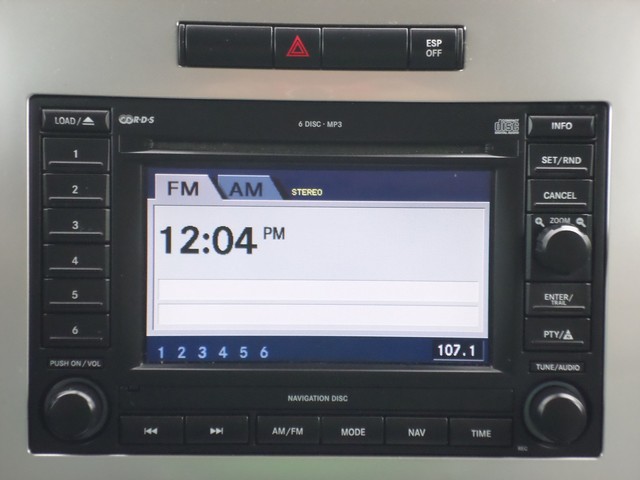 ESP
OFF
LOAD/
R·D·S
6 DISC · MP3
disc
INFO
1
2
3
4
5
6
SET/RND
CANCEL
ZOOM
ENTER/
TRAIL
PTY/
FM AM STEREO
12:04 PM
1 2 3 4 5 6 107.1
PUSH ON/VOL
TUNE/AUDIO
NAVIGATION DISC
AM/FM
MODE
NAV
TIME
REC